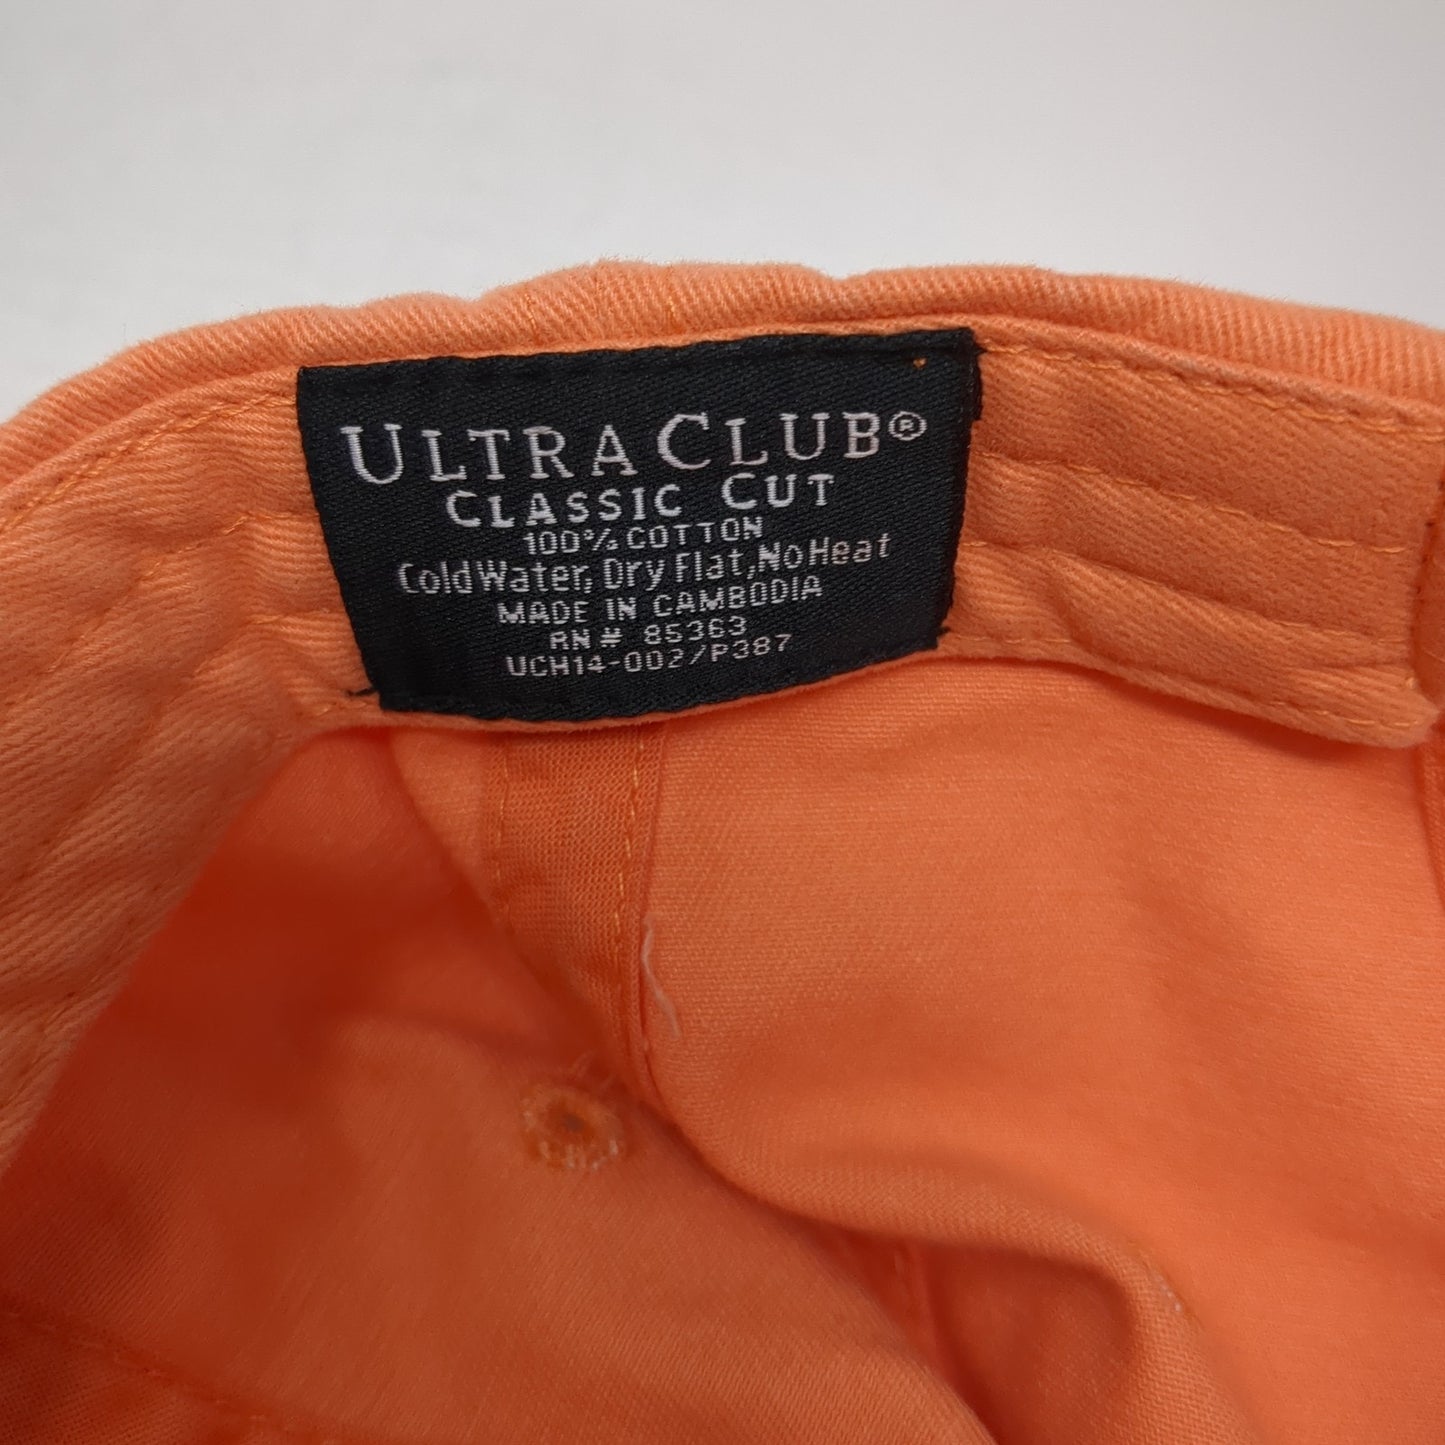 ULTRACLUB®
CLASSIC CUT
100% COTTON
Cold Water, Dry Flat, No Heat
MADE IN CAMBODIA
RN# 85363
UCH14-002/P387